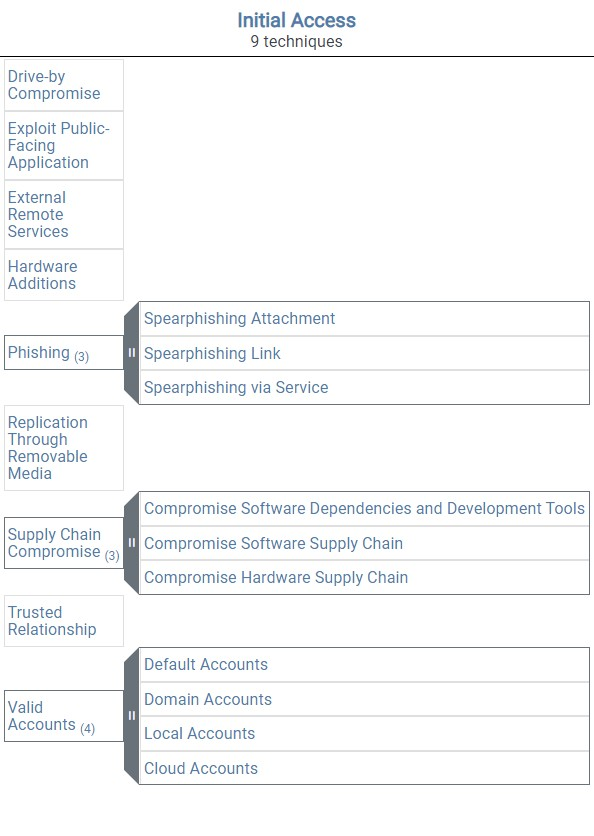 Initial Access
9 techniques
Drive-by
Compromise
Exploit Public-
Facing
Application
External
Remote
Services
Hardware
Additions
Phishing (3)
Spearphishing Attachment
Spearphishing Link
Spearphishing via Service
Replication
Through
Removable
Media
Supply Chain
Compromise (3)
Compromise Software Dependencies and Development Tools
Compromise Software Supply Chain
Compromise Hardware Supply Chain
Trusted
Relationship
Valid
Accounts (4)
Default Accounts
Domain Accounts
Local Accounts
Cloud Accounts